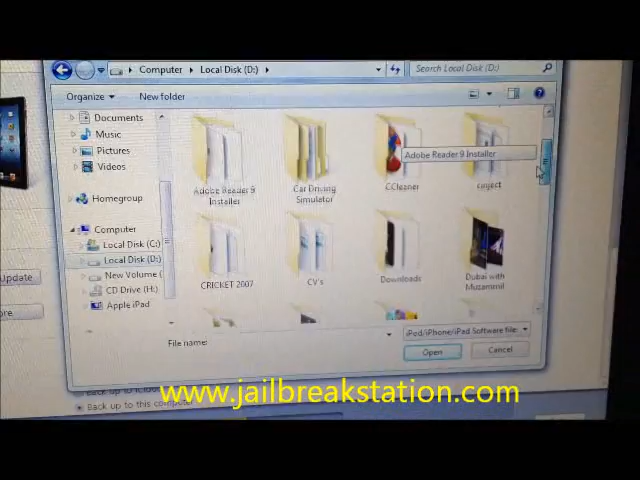 Computer ▸ Local Disk (D:) ▸
Search Local Disk (D:)
Organize
New folder
Documents
Music
Pictures
Videos
Homegroup
Computer
Local Disk (C:)
Local Disk (D:)
New Volume (
CD Drive (H:)
Apple iPad
Adobe Reader 9 Installer
Adobe Reader 9
Installer
Car Driving
Simulator
CCleaner
CRICKET 2007
CV's
Downloads
Dubai with
Muzammil
Update
File name:
iPod/iPhone/iPad Software file
Open
Cancel
Back up to this computer
www.jailbreakstation.com